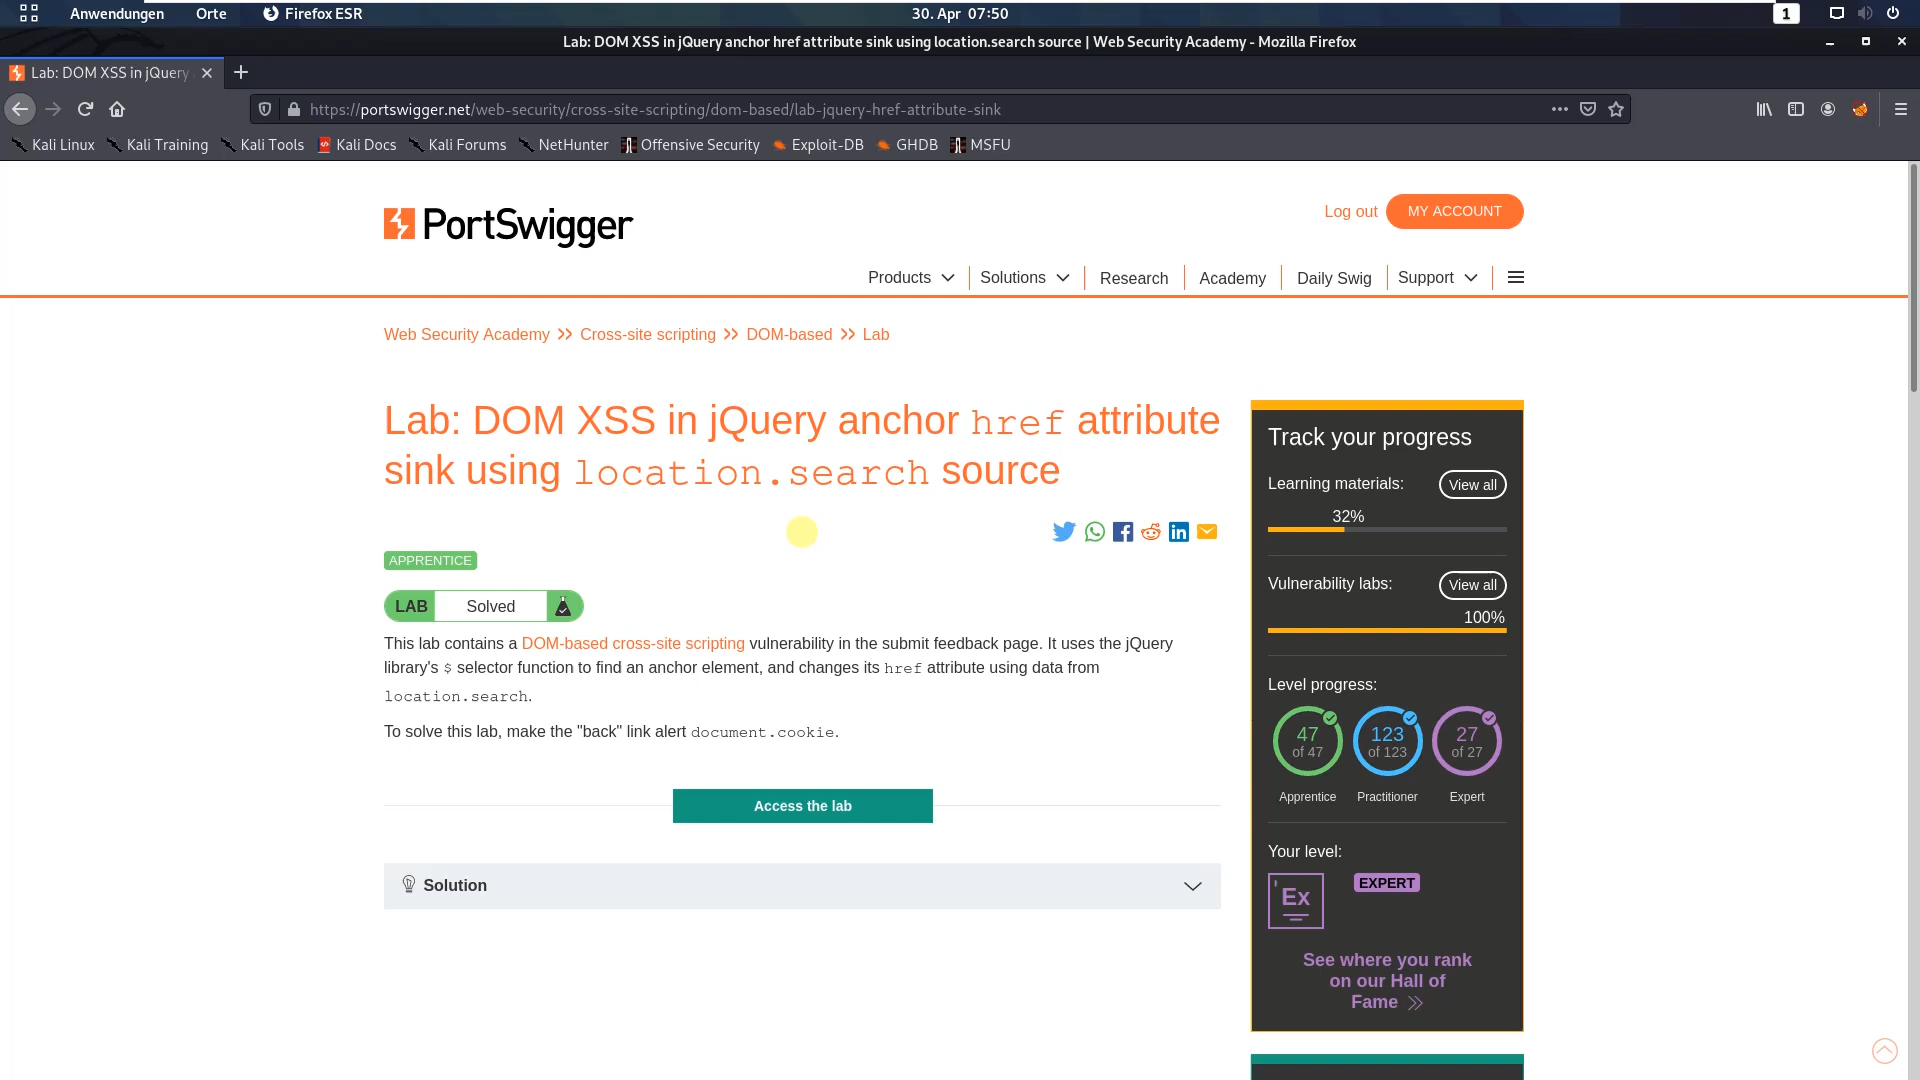 Anwendungen Orte Firefox ESR 30. Apr 07:50 1
Lab: DOM XSS in jQuery anchor href attribute sink using location.search source | Web Security Academy - Mozilla Firefox
Lab: DOM XSS in jQuery
https://portswigger.net/web-security/cross-site-scripting/dom-based/lab-jquery-href-attribute-sink
Kali Linux Kali Training Kali Tools Kali Docs Kali Forums NetHunter Offensive Security Exploit-DB GHDB MSFU
PortSwigger
Log out MY ACCOUNT
Products Solutions Research Academy Daily Swig Support
Web Security Academy Cross-site scripting DOM-based Lab
Lab: DOM XSS in jQuery anchor href attribute
sink using location.search source
APPRENTICE
LAB Solved
This lab contains a DOM-based cross-site scripting vulnerability in the submit feedback page. It uses the jQuery
library's $ selector function to find an anchor element, and changes its href attribute using data from
location.search.
To solve this lab, make the "back" link alert document.cookie.
Access the lab
Solution
Track your progress
Learning materials: View all
32%
Vulnerability labs: View all
100%
Level progress:
47 123 27
of 47 of 123 of 27
Apprentice Practitioner Expert
Your level:
Ex EXPERT
See where you rank
on our Hall of
Fame